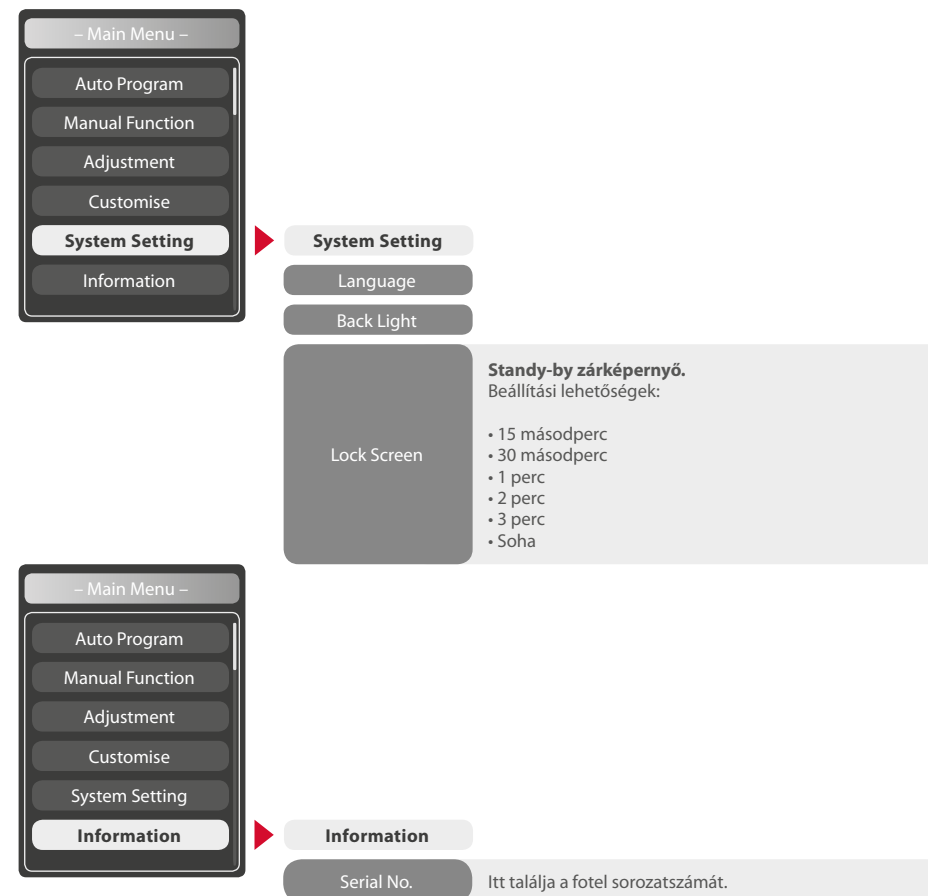 – Main Menu –
Auto Program
Manual Function
Adjustment
Customise
System Setting
Information
System Setting
Language
Back Light
Lock Screen
Standy-by zárképernyő.
Beállítási lehetőségek:
• 15 másodperc
• 30 másodperc
• 1 perc
• 2 perc
• 3 perc
• Soha
– Main Menu –
Auto Program
Manual Function
Adjustment
Customise
System Setting
Information
Information
Serial No.
Itt találja a fotel sorozatszámát.